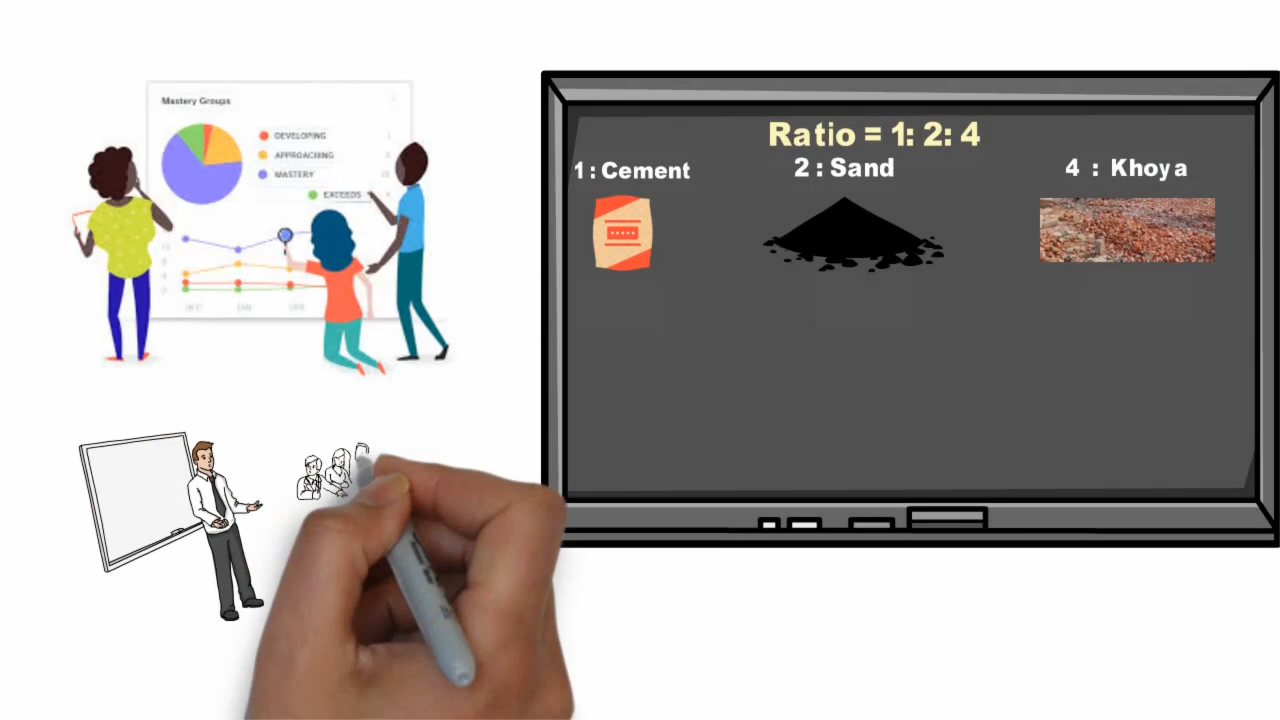 Mastery Groups
DEVELOPING
APPROACHING
MASTERY
EXCEEDS
Ratio = 1: 2: 4
1 : Cement
2 : Sand
4 : Khoya